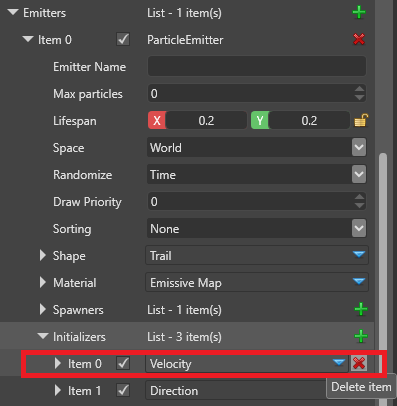 Emitters List - 1 item(s)
Item 0 ParticleEmitter
Emitter Name
Max particles 0
Lifespan X 0.2 Y 0.2
Space World
Randomize Time
Draw Priority 0
Sorting None
Shape Trail
Material Emissive Map
Spawners List - 1 item(s)
Initializers List - 3 item(s)
Item 0 Velocity
Item 1 Direction
Delete item